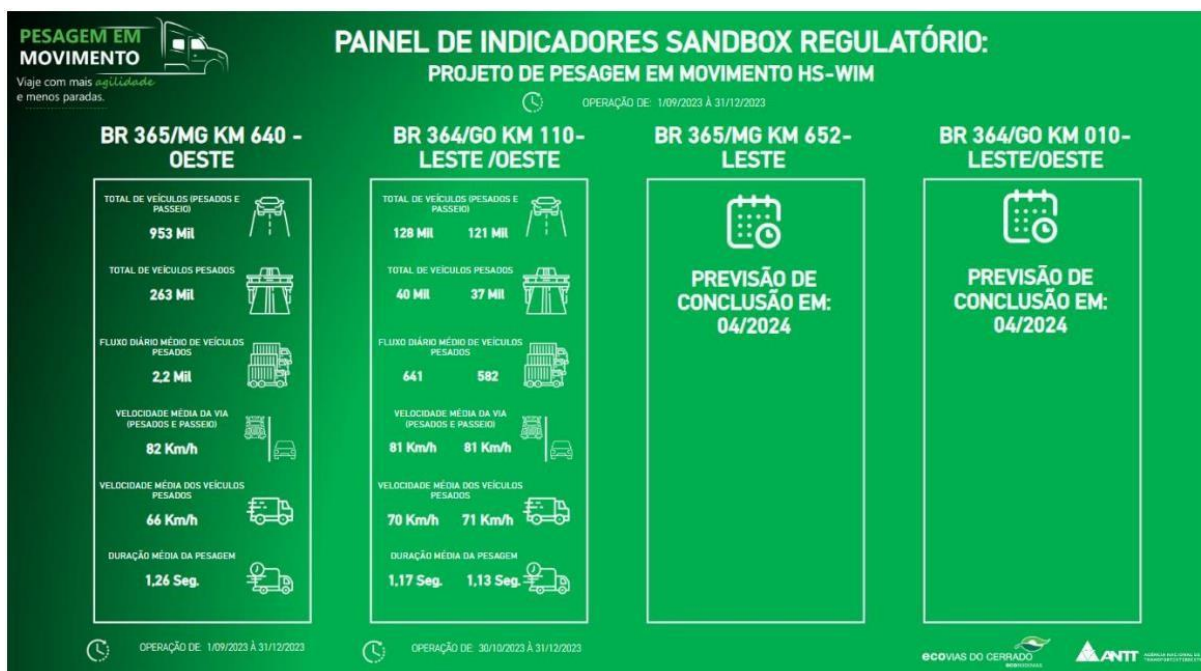 PESAGEM EM
MOVIMENTO
Viaje com mais agilidade
e menos paradas.
PAINEL DE INDICADORES SANDBOX REGULATÓRIO:
PROJETO DE PESAGEM EM MOVIMENTO HS-WIM
OPERAÇÃO DE: 1/09/2023 À 31/12/2023
BR 365/MG KM 640 -
OESTE
TOTAL DE VEÍCULOS (PESADOS E
PASSEIO)
953 Mil
TOTAL DE VEÍCULOS PESADOS
263 Mil
FLUXO DIÁRIO MÉDIO DE VEÍCULOS
PESADOS
2,2 Mil
VELOCIDADE MÉDIA DA VIA
(PESADOS E PASSEIO)
82 Km/h
VELOCIDADE MÉDIA DOS VEÍCULOS
PESADOS
66 Km/h
DURAÇÃO MÉDIA DA PESAGEM
1,26 Seg.
OPERAÇÃO DE: 1/09/2023 À 31/12/2023
BR 364/GO KM 110-
LESTE /OESTE
TOTAL DE VEÍCULOS (PESADOS E
PASSEIO)
128 Mil 121 Mil
TOTAL DE VEÍCULOS PESADOS
40 Mil 37 Mil
FLUXO DIÁRIO MÉDIO DE VEÍCULOS
PESADOS
641 582
VELOCIDADE MÉDIA DA VIA
(PESADOS E PASSEIO)
81 Km/h 81 Km/h
VELOCIDADE MÉDIA DOS VEÍCULOS
PESADOS
70 Km/h 71 Km/h
DURAÇÃO MÉDIA DA PESAGEM
1,17 Seg. 1,13 Seg.
OPERAÇÃO DE: 30/10/2023 À 31/12/2023
BR 365/MG KM 652-
LESTE
PREVISÃO DE
CONCLUSÃO EM:
04/2024
BR 364/GO KM 010-
LESTE/OESTE
PREVISÃO DE
CONCLUSÃO EM:
04/2024
ecoVIAS DO CERRADO
ANTT